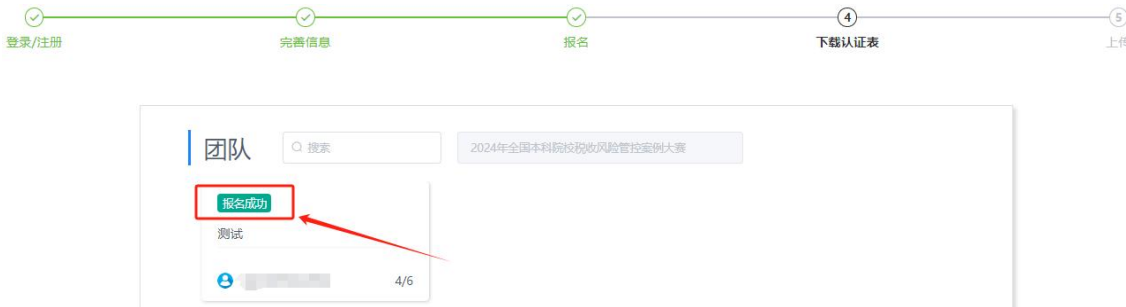 4
5
登录/注册
完善信息
报名
下载认证表
团队
搜索
2024年全国本科院校税收风险管控案例大赛
报名成功
测试
4/6